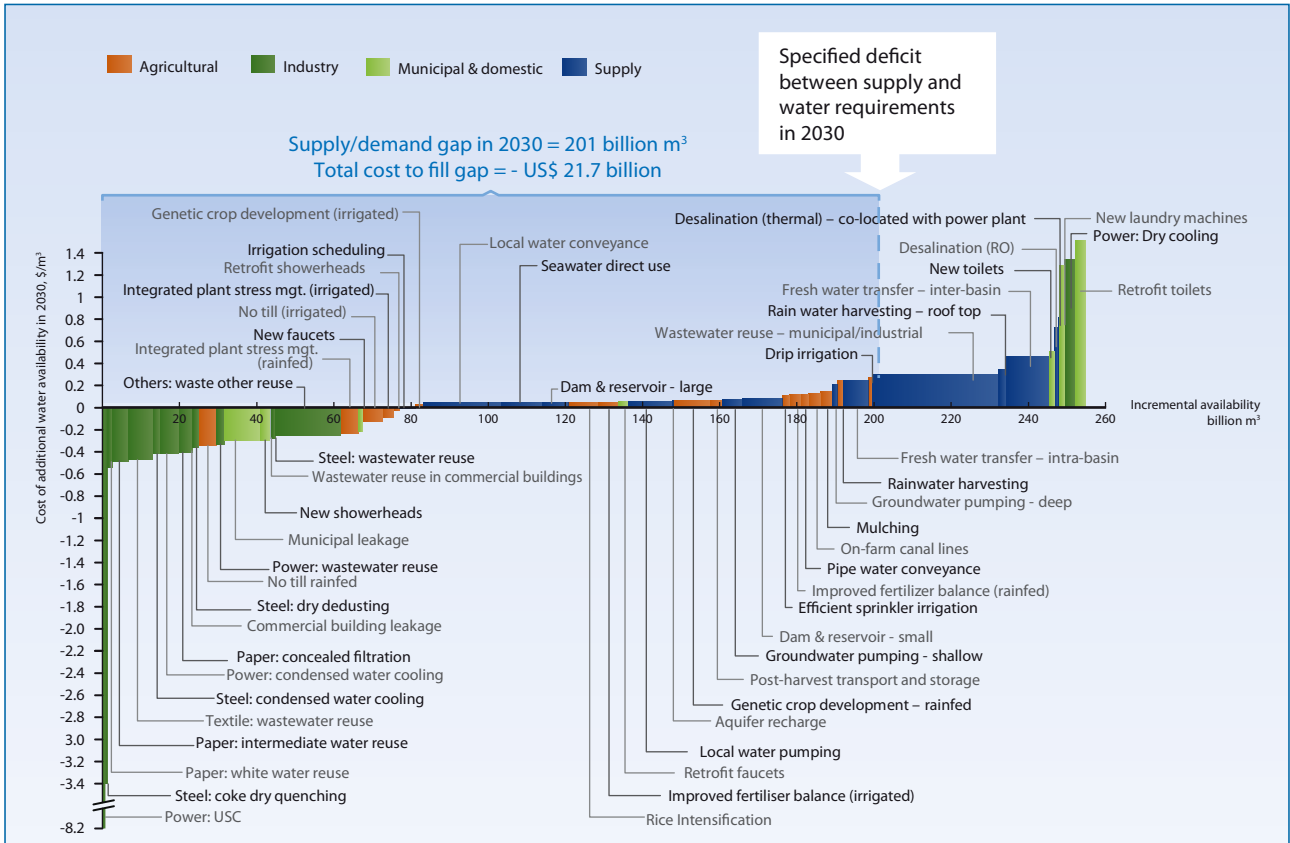 Agricultural
Industry
Municipal & domestic
Supply
Specified deficit
between supply and
water requirements
in 2030
Supply/demand gap in 2030 = 201 billion m³
Total cost to fill gap = - US$ 21.7 billion
Genetic crop development (irrigated)
Irrigation scheduling
Retrofit showerheads
Integrated plant stress mgt. (irrigated)
No till (irrigated)
New faucets
Integrated plant stress mgt.
(rainfed)
Others: waste other reuse
Local water conveyance
Seawater direct use
Dam & reservoir - large
Desalination (thermal) – co-located with power plant
New laundry machines
Power: Dry cooling
Desalination (RO)
New toilets
Fresh water transfer – inter-basin
Retrofit toilets
Rain water harvesting – roof top
Wastewater reuse – municipal/industrial
Drip irrigation
Cost of additional water availability in 2030, $/m³
1.4
1.2
1
0.8
0.6
0.4
0.2
0
-0.2
-0.4
-0.6
-0.8
-1
-1.2
-1.4
-1.6
-1.8
-2.0
-2.2
-2.4
-2.6
-2.8
3.0
-3.2
-3.4
-8.2
20
40
60
80
100
120
140
160
180
200
220
240
260
Incremental availability
billion m³
Steel: wastewater reuse
Wastewater reuse in commercial buildings
New showerheads
Municipal leakage
Power: wastewater reuse
No till rainfed
Steel: dry dedusting
Commercial building leakage
Paper: concealed filtration
Power: condensed water cooling
Steel: condensed water cooling
Textile: wastewater reuse
Paper: intermediate water reuse
Paper: white water reuse
Steel: coke dry quenching
Power: USC
Fresh water transfer – intra-basin
Rainwater harvesting
Groundwater pumping - deep
Mulching
On-farm canal lines
Pipe water conveyance
Improved fertilizer balance (rainfed)
Efficient sprinkler irrigation
Dam & reservoir - small
Groundwater pumping - shallow
Post-harvest transport and storage
Genetic crop development – rainfed
Aquifer recharge
Local water pumping
Retrofit faucets
Improved fertiliser balance (irrigated)
Rice Intensification